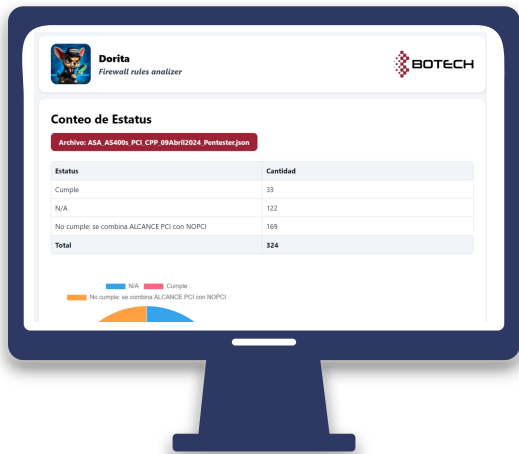 Dorita
Firewall rules analizer
BOTECH
Conteo de Estatus
Archivo: ASA_AS400s_PCI_CPP_09Abril2024_Pentester.json
Estatus Cantidad
Cumple 33
N/A 122
No cumple: se combina ALCANCE PCI con NOPCI 169
Total 324
N/A Cumple
No cumple: se combina ALCANCE PCI con NOPCI